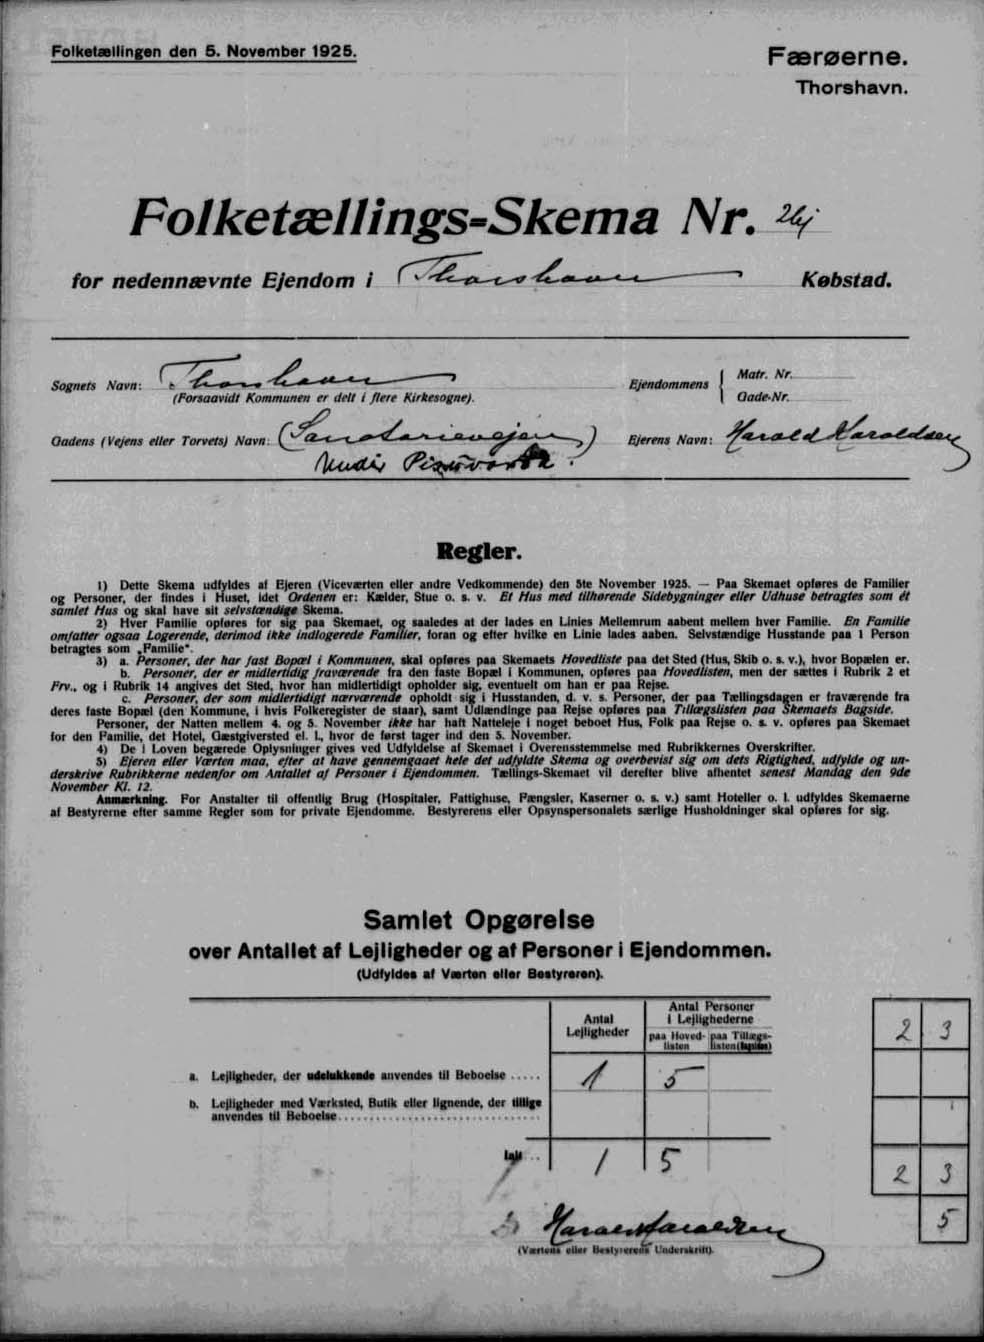 Folketællingen den 5. November 1925.
Færøerne.
Thorshavn.
Folketællings-Skema Nr.
for nedennævnte Ejendom i Thorshavn Købstad.
Sognets Navn: Thorshavn
(Forsaavidt Kommunen er delt i flere Kirkesogne).
Ejendommens
Matr. Nr.
Gade-Nr.
Gadens (Vejens eller Torvets) Navn: (Sanatorievejen)
Undir
Ejerens Navn: Harald Haraldsen
Regler.
1) Dette Skema udfyldes af Ejeren (Viceværten eller andre Vedkommende) den 5te November 1925. — Paa Skemaet opføres de Familier
og Personer, der findes i Huset, idet Ordenen er: Kælder, Stue o. s. v. Et Hus med tilhørende Sidebygninger eller Udhuse betragtes som ét
samlet Hus og skal have sit selvstændige Skema.
2) Hver Familie opføres for sig paa Skemaet, og saaledes at der lades en Linies Mellemrum aabent mellem hver Familie. En Familie
omfatter ogsaa Logerende, derimod ikke indlogerede Familier, foran og efter hvilke en Linie lades aaben. Selvstændige Husstande paa 1 Person
betragtes som „Familie".
3) a. Personer, der har fast Bopæl i Kommunen, skal opføres paa Skemaets Hovedliste paa det Sted (Hus, Skib o. s. v.), hvor Bopælen er.
b. Personer, der er midlertidig fraværende fra den faste Bopæl i Kommunen, opføres paa Hovedlisten, men der sættes i Rubrik 2 et
Frv., og i Rubrik 14 angives det Sted, hvor han midlertidigt opholder sig, eventuelt om han er paa Rejse.
c. Personer, der som midlertidigt nærværende opholdt sig i Husstanden, d. v. s. Personer, der paa Tællingsdagen er fraværende fra
deres faste Bopæl (den Kommune, i hvis Folkeregister de staar), samt Udlændinge paa Rejse opføres paa Tillægslisten paa Skemaets Bagside.
Personer, der Natten mellem 4. og 5. November ikke har haft Natteleje i noget beboet Hus, Folk paa Rejse o. s. v. opføres paa Skemaet
for den Familie, det Hotel, Gæstgiversted el. l., hvor de først tager ind den 5. November.
4) De i Loven begærede Oplysninger gives ved Udfyldelse af Skemaet i Overensstemmelse med Rubrikkernes Overskrifter.
5) Ejeren eller Værten maa, efter at have gennemgaaet hele det udfyldte Skema og overbevist sig om dets Rigtighed, udfylde og un-
derskrive Rubrikkerne nedenfor om Antallet af Personer i Ejendommen. Tællings-Skemaet vil derefter blive afhentet senest Mandag den 9de
November Kl. 12.
Anmærkning. For Anstalter til offentlig Brug (Hospitaler, Fattighuse, Fængsler, Kaserner o. s. v.) samt Hoteller o. l. udfyldes Skemaerne
af Bestyrerne efter samme Regler som for private Ejendomme. Bestyrerens eller Opsynspersonalets særlige Husholdninger skal opføres for sig.
Samlet Opgørelse
over Antallet af Lejligheder og af Personer i Ejendommen.
(Udfyldes af Værten eller Bestyreren).
Antal
Lejligheder
Antal Personer
i Lejlighederne
paa Hoved-
listen
paa Tillægs-
listen (Bagsiden)
2 3
a. Lejligheder, der udelukkende anvendes til Beboelse ..... 1 5
b. Lejligheder med Værksted, Butik eller lignende, der tillige
anvendes til Beboelse
Ialt .. 1 5
2 3
5
Harald Haraldsen
(Værtens eller Bestyrerens Underskrift).